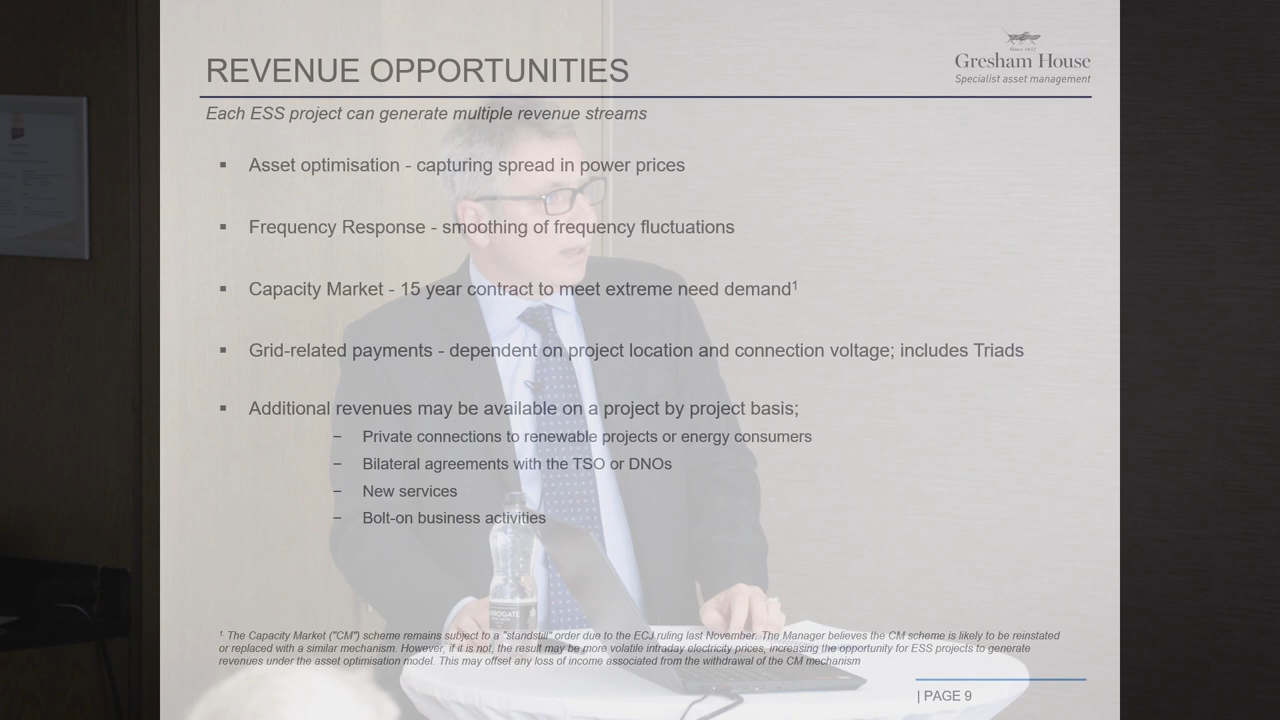 REVENUE OPPORTUNITIES
Since 1857
Gresham House
Specialist asset management
Each ESS project can generate multiple revenue streams
▪ Asset optimisation - capturing spread in power prices
▪ Frequency Response - smoothing of frequency fluctuations
▪ Capacity Market - 15 year contract to meet extreme need demand¹
▪ Grid-related payments - dependent on project location and connection voltage; includes Triads
▪ Additional revenues may be available on a project by project basis;
− Private connections to renewable projects or energy consumers
− Bilateral agreements with the TSO or DNOs
− New services
− Bolt-on business activities
¹· The Capacity Market ("CM") scheme remains subject to a "standstill" order due to the ECJ ruling last November. The Manager believes the CM scheme is likely to be reinstated
or replaced with a similar mechanism. However, if it is not, the result may be more volatile intraday electricity prices, increasing the opportunity for ESS projects to generate
revenues under the asset optimisation model. This may offset any loss of income associated from the withdrawal of the CM mechanism
| PAGE 9